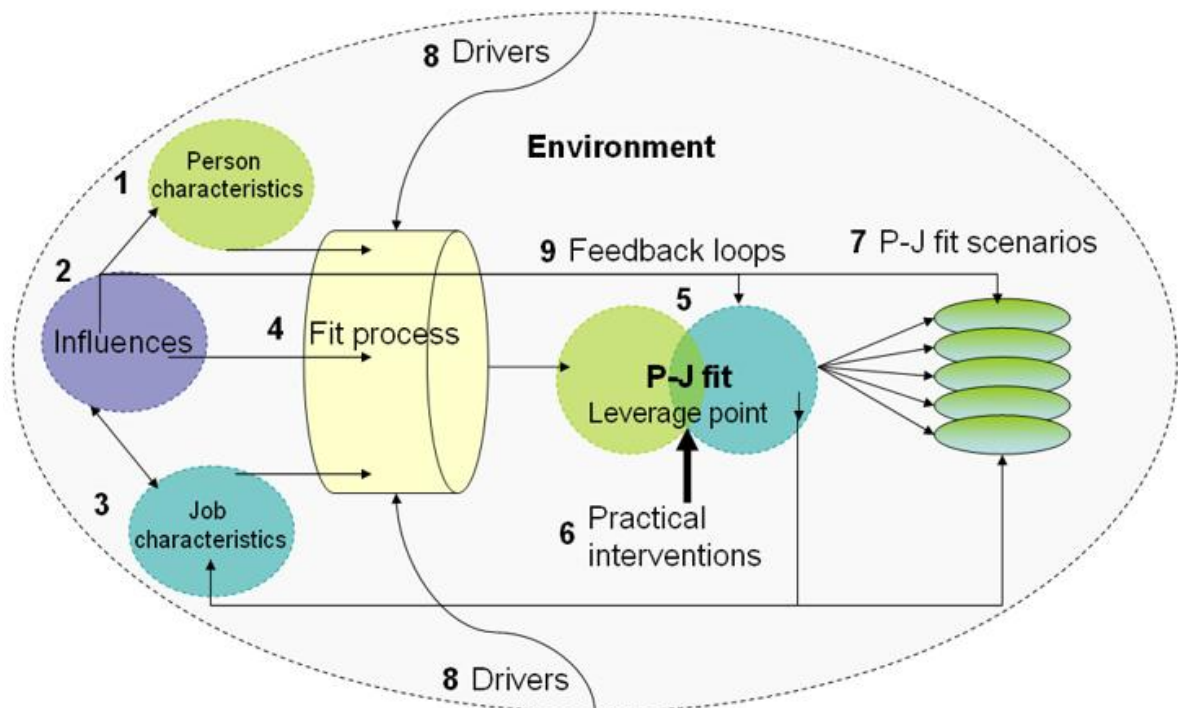 8 Drivers
Environment
1
Person
characteristics
2
Influences
9 Feedback loops
7 P-J fit scenarios
4 Fit process
5
P-J fit
Leverage point
3
Job
characteristics
6 Practical
interventions
8 Drivers